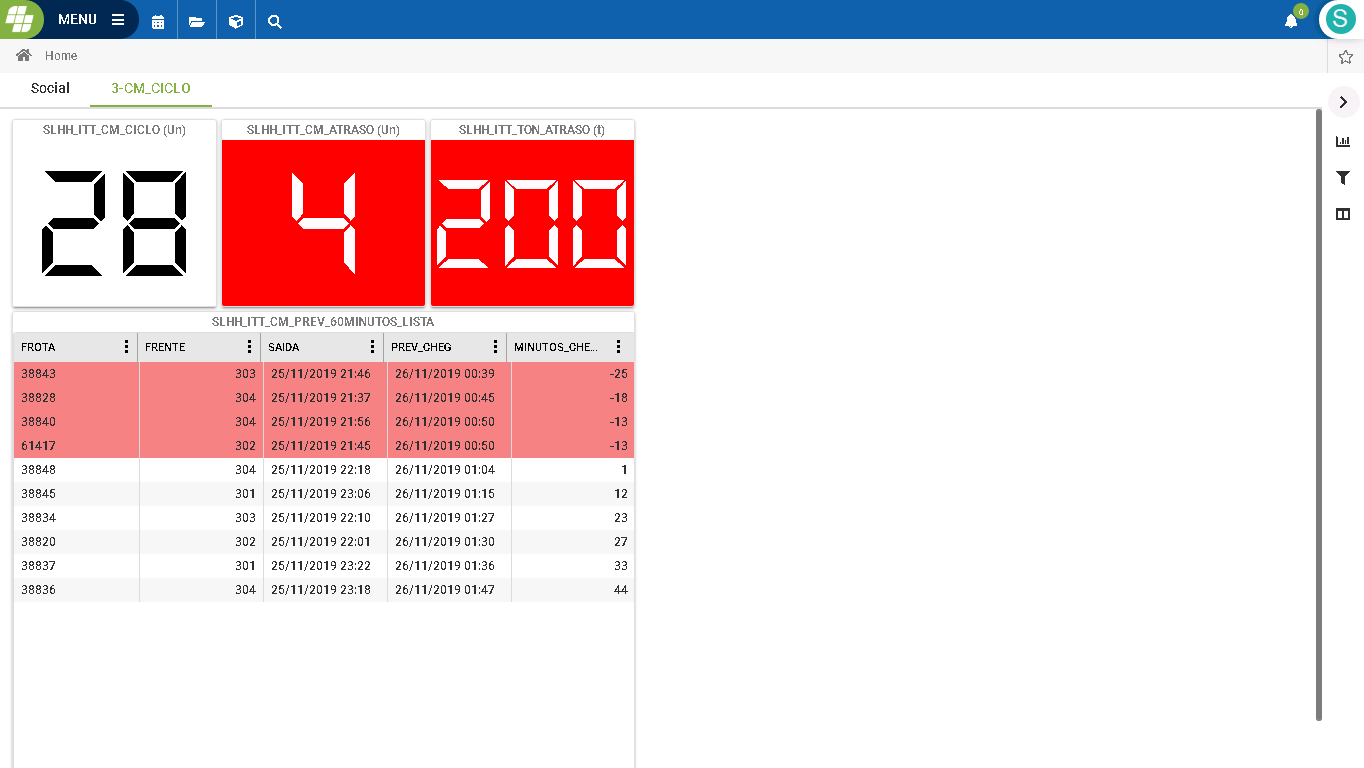 MENU
0
S
Home
Social 3-CM_CICLO
SLHH_ITT_CM_CICLO (Un) SLHH_ITT_CM_ATRASO (Un) SLHH_ITT_TON_ATRASO (t)
28 4 200
SLHH_ITT_CM_PREV_60MINUTOS_LISTA
FROTA FRENTE SAIDA PREV_CHEG MINUTOS_CHE...
38843 303 25/11/2019 21:46 26/11/2019 00:39 -25
38828 304 25/11/2019 21:37 26/11/2019 00:45 -18
38840 304 25/11/2019 21:56 26/11/2019 00:50 -13
61417 302 25/11/2019 21:45 26/11/2019 00:50 -13
38848 304 25/11/2019 22:18 26/11/2019 01:04 1
38845 301 25/11/2019 23:06 26/11/2019 01:15 12
38834 303 25/11/2019 22:10 26/11/2019 01:27 23
38820 302 25/11/2019 22:01 26/11/2019 01:30 27
38837 301 25/11/2019 23:22 26/11/2019 01:36 33
38836 304 25/11/2019 23:18 26/11/2019 01:47 44